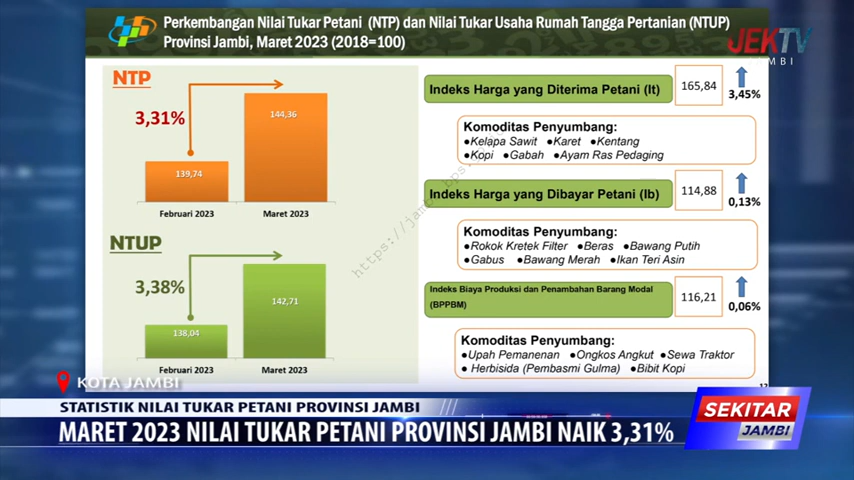 Perkembangan Nilai Tukar Petani (NTP) dan Nilai Tukar Usaha Rumah Tangga Pertanian (NTUP)
Provinsi Jambi, Maret 2023 (2018=100)
JEKTV
JAMBI
NTP
3,31%
144,36
139,74
Februari 2023
Maret 2023
NTUP
3,38%
142,71
138,04
Februari 2023
Maret 2023
Indeks Harga yang Diterima Petani (It)
165,84
3,45%
Komoditas Penyumbang:
●Kelapa Sawit ●Karet ●Kentang
●Kopi ●Gabah ●Ayam Ras Pedaging
Indeks Harga yang Dibayar Petani (Ib)
114,88
0,13%
Komoditas Penyumbang:
●Rokok Kretek Filter ●Beras ●Bawang Putih
●Gabus ●Bawang Merah ●Ikan Teri Asin
Indeks Biaya Produksi dan Penambahan Barang Modal
(BPPBM)
116,21
0,06%
Komoditas Penyumbang:
●Upah Pemanenan ●Ongkos Angkut ●Sewa Traktor
●Herbisida (Pembasmi Gulma) ●Bibit Kopi
KOTA JAMBI
STATISTIK NILAI TUKAR PETANI PROVINSI JAMBI
MARET 2023 NILAI TUKAR PETANI PROVINSI JAMBI NAIK 3,31%
SEKITAR
JAMBI